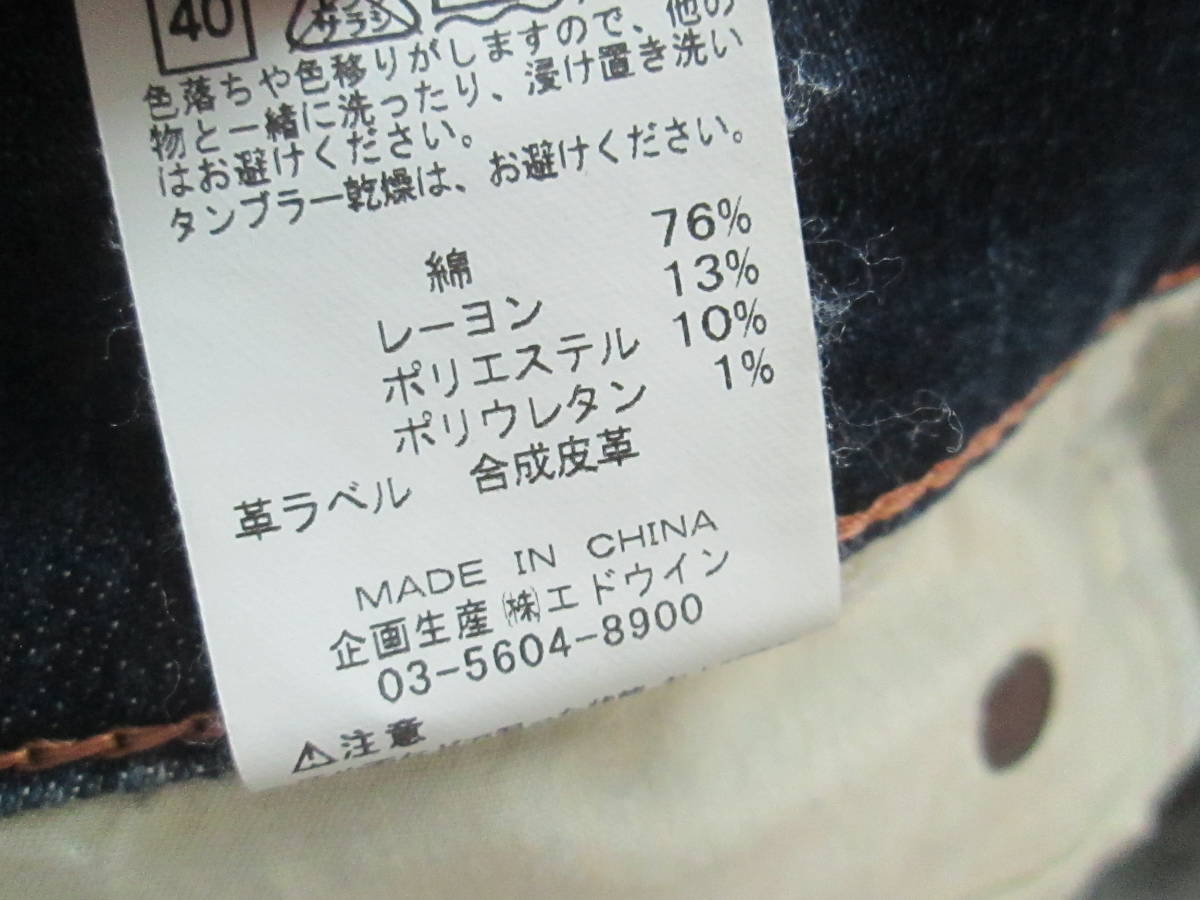 40
サラシ
色落ちや色移りがしますので、他の
物と一緒に洗ったり、浸け置き洗い
はお避けください。
タンブラー乾燥は、お避けください。
綿 76%
レーヨン 13%
ポリエステル 10%
ポリウレタン 1%
革ラベル 合成皮革
MADE IN CHINA
企画生産㈱エドウイン
03-5604-8900
⚠注意